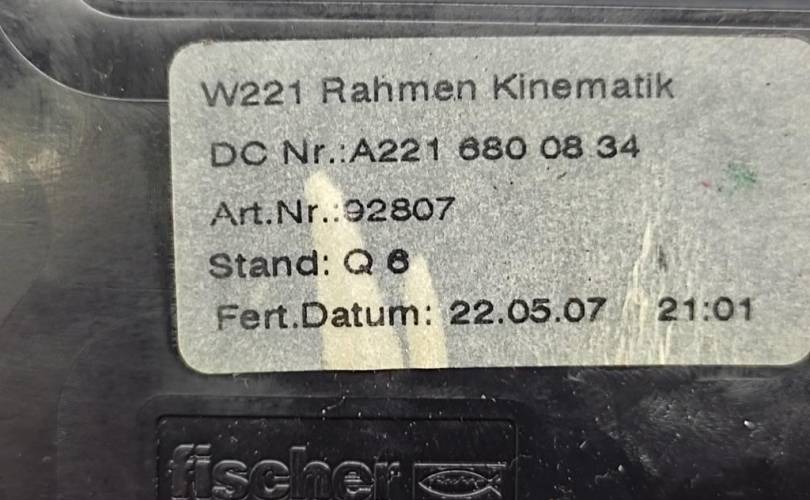 W221 Rahmen Kinematik
DC Nr.:A221 680 08 34
Art.Nr.:92807
Stand: Q 6
Fert.Datum: 22.05.07 21:01
fischer